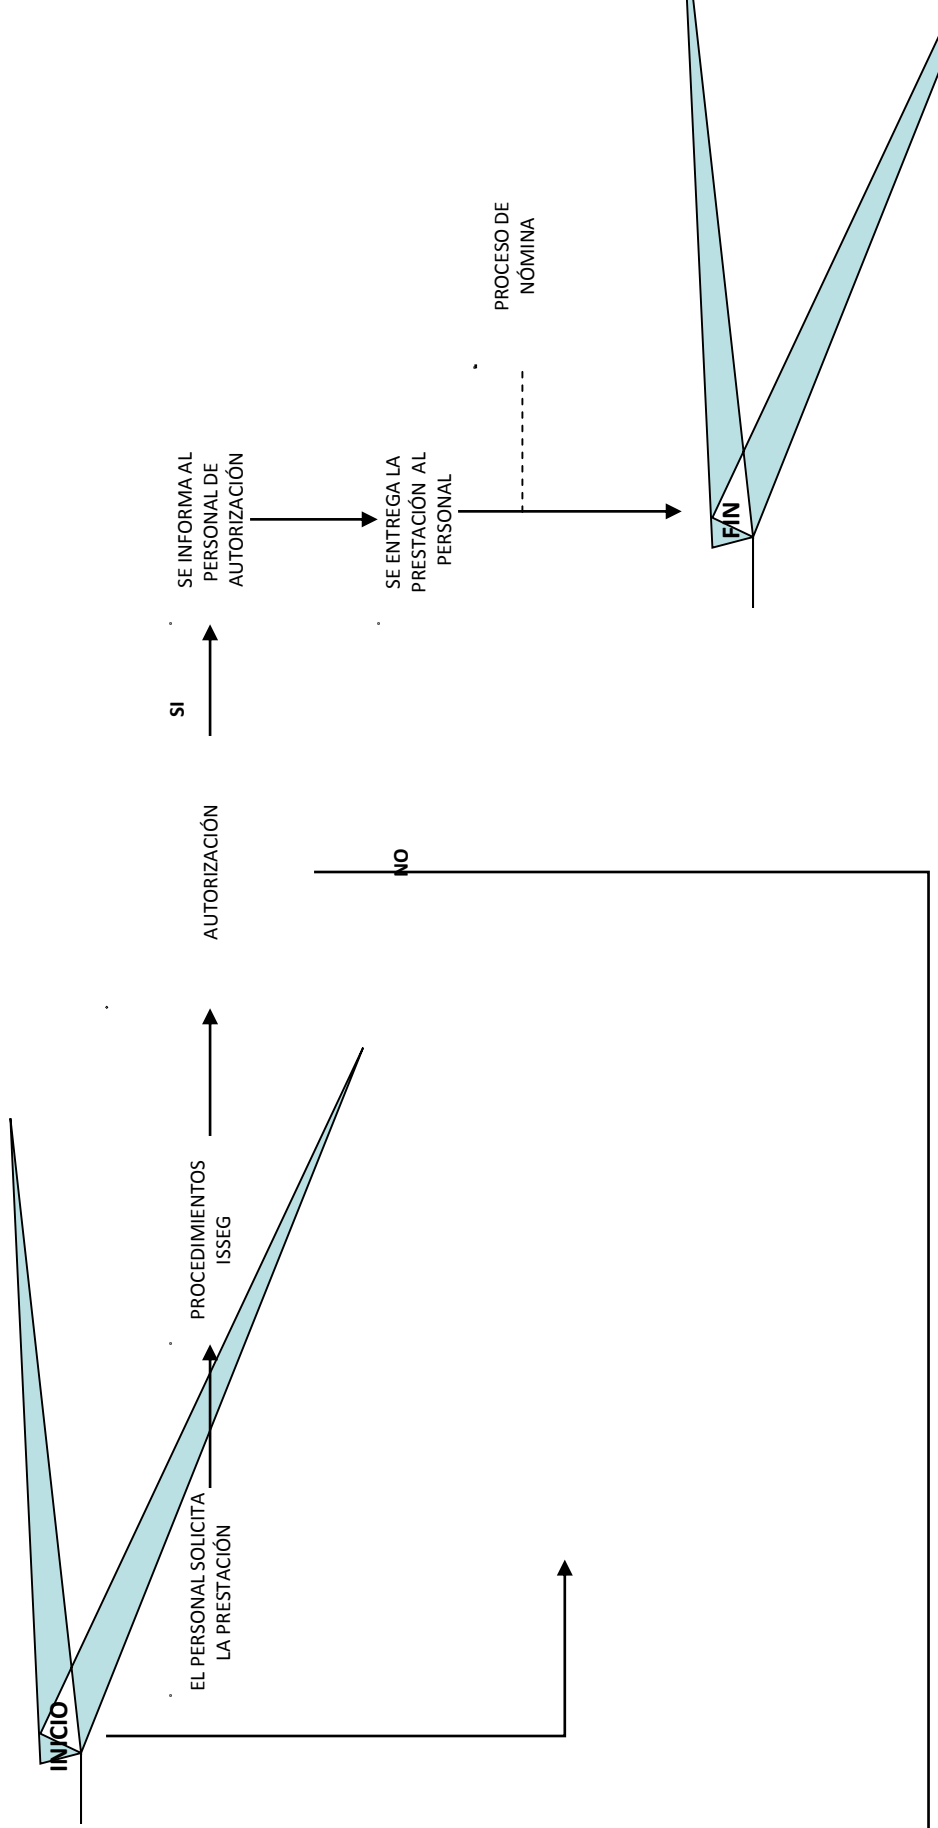 INICIO
EL PERSONAL SOLICITA
LA PRESTACIÓN
PROCEDIMIENTOS
ISSEG
AUTORIZACIÓN
SI
NO
SE INFORMA AL
PERSONAL DE
AUTORIZACIÓN
SE ENTREGA LA
PRESTACIÓN AL
PERSONAL
PROCESO DE
NÓMINA
FIN